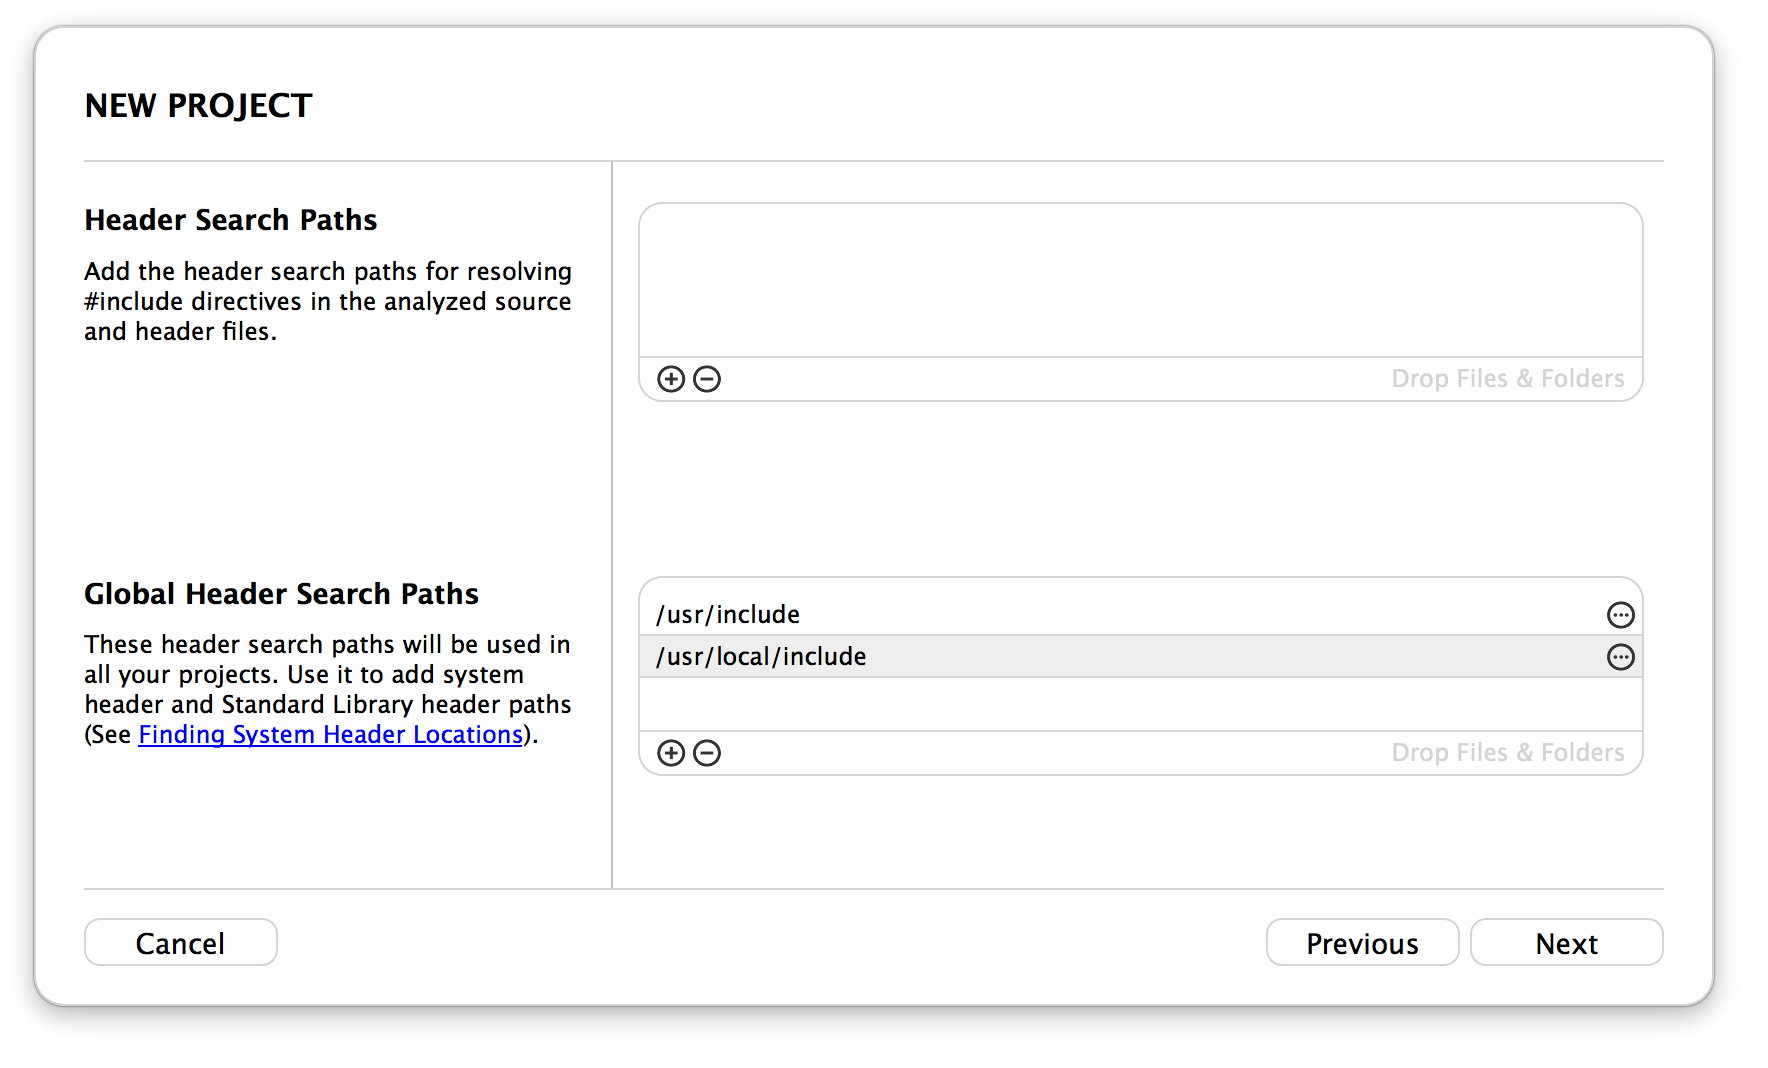 NEW PROJECT
Header Search Paths
Add the header search paths for resolving
#include directives in the analyzed source
and header files.
Drop Files & Folders
Global Header Search Paths
These header search paths will be used in
all your projects. Use it to add system
header and Standard Library header paths
(See Finding System Header Locations).
/usr/include
/usr/local/include
Drop Files & Folders
Cancel
Previous
Next